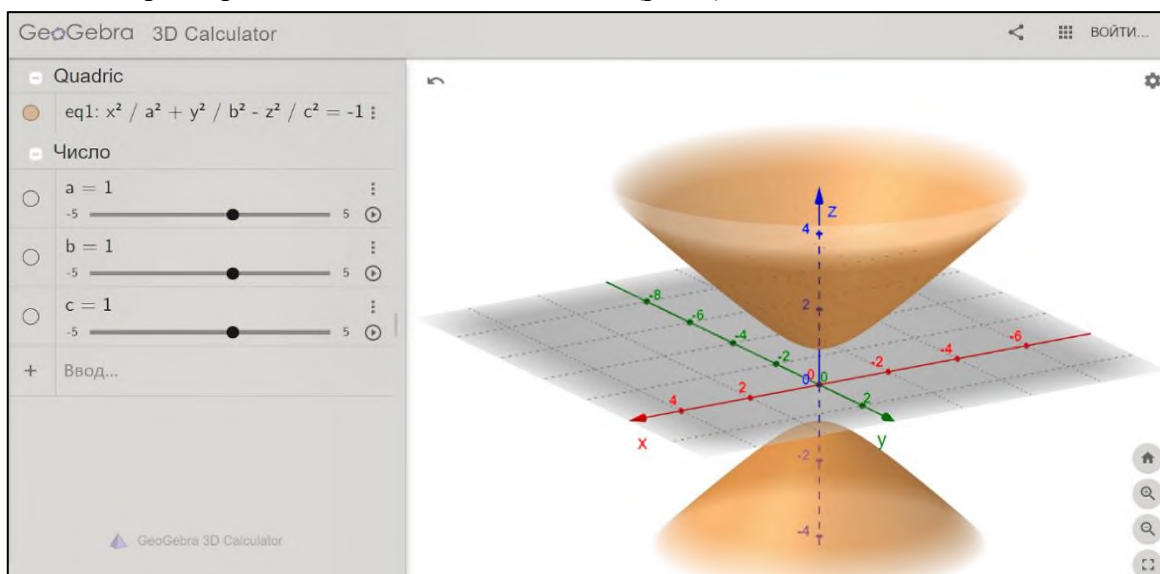 GeoGebra 3D Calculator
ВОЙТИ...
Quadric
eq1: x² / a² + y² / b² - z² / c² = -1
Число
a = 1
-5 5
b = 1
-5 5
c = 1
-5 5
+ Ввод...
GeoGebra 3D Calculator
z
4
2
0
-2
-4
-8
-6
-4
-2
0
2
y
4
2
0
-2
-4
-6
x